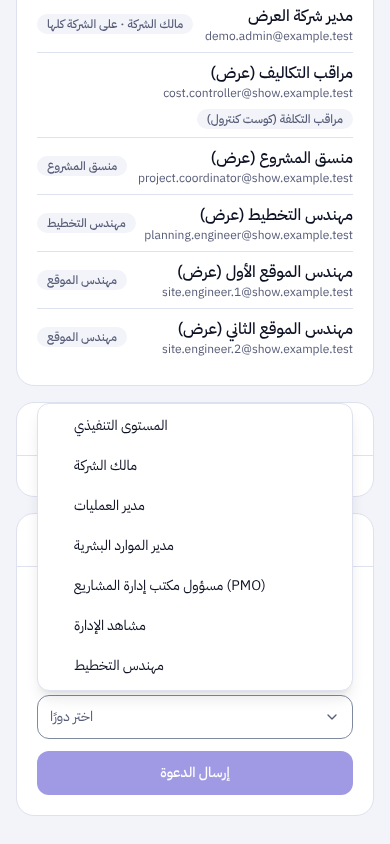 مدير شركة العرض
مالك الشركة · على الشركة كلها
demo.admin@example.test
مراقب التكاليف (عرض)
cost.controller@show.example.test
مراقب التكلفة (كوست كنترول)
منسق المشروع (عرض)
منسق المشروع
project.coordinator@show.example.test
مهندس التخطيط (عرض)
مهندس التخطيط
planning.engineer@show.example.test
مهندس الموقع الأول (عرض)
مهندس الموقع
site.engineer.1@show.example.test
مهندس الموقع الثاني (عرض)
مهندس الموقع
site.engineer.2@show.example.test
المستوى التنفيذي
مالك الشركة
مدير العمليات
مدير الموارد البشرية
مسؤول مكتب إدارة المشاريع (PMO)
مشاهد الإدارة
مهندس التخطيط
اختر دورًا
إرسال الدعوة